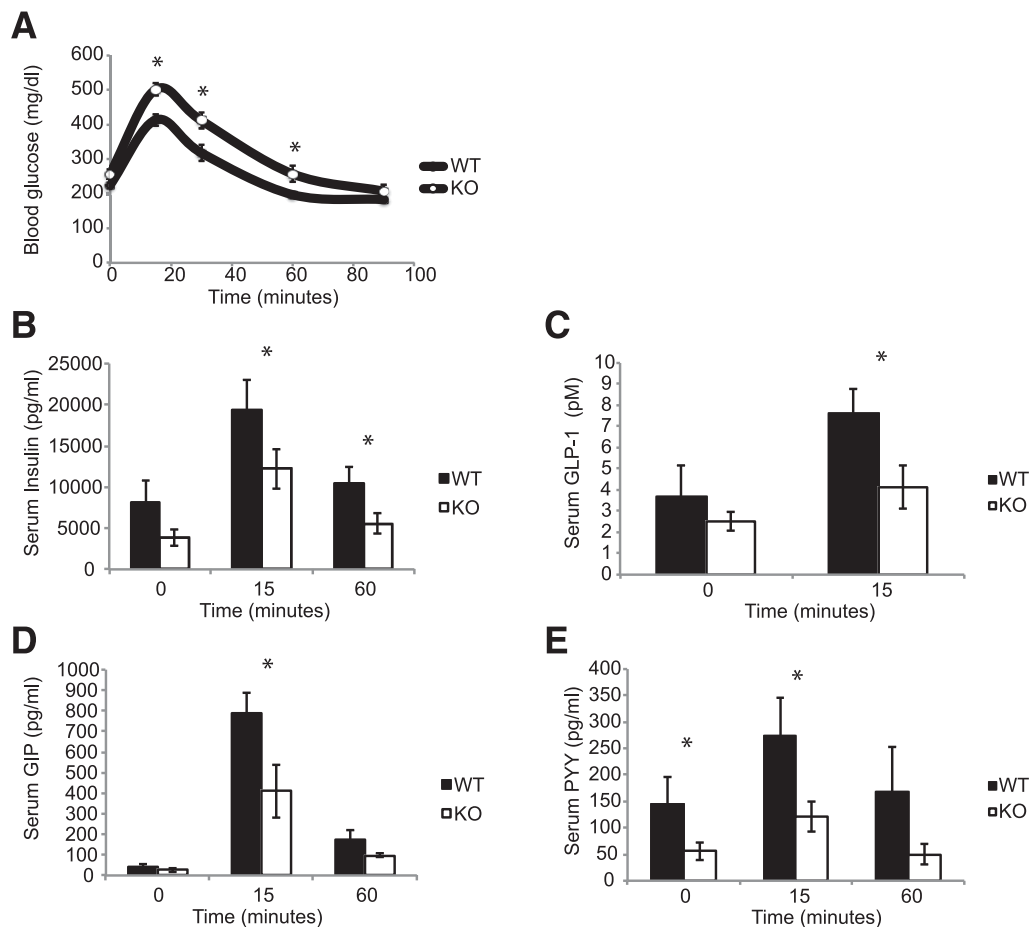 A
Blood glucose (mg/dl)
600
500
400
300
200
100
0
* * *
0 20 40 60 80 100
Time (minutes)
WT
KO
B
Serum Insulin (pg/ml)
25000
20000
15000
10000
5000
0
* *
0 15 60
Time (minutes)
WT
KO
C
Serum GLP-1 (pM)
10
9
8
7
6
5
4
3
2
1
0
*
0 15
Time (minutes)
WT
KO
D
Serum GIP (pg/ml)
1000
900
800
700
600
500
400
300
200
100
0
*
0 15 60
Time (minutes)
WT
KO
E
Serum PYY (pg/ml)
400
350
300
250
200
150
100
50
0
* *
0 15 60
Time (minutes)
WT
KO